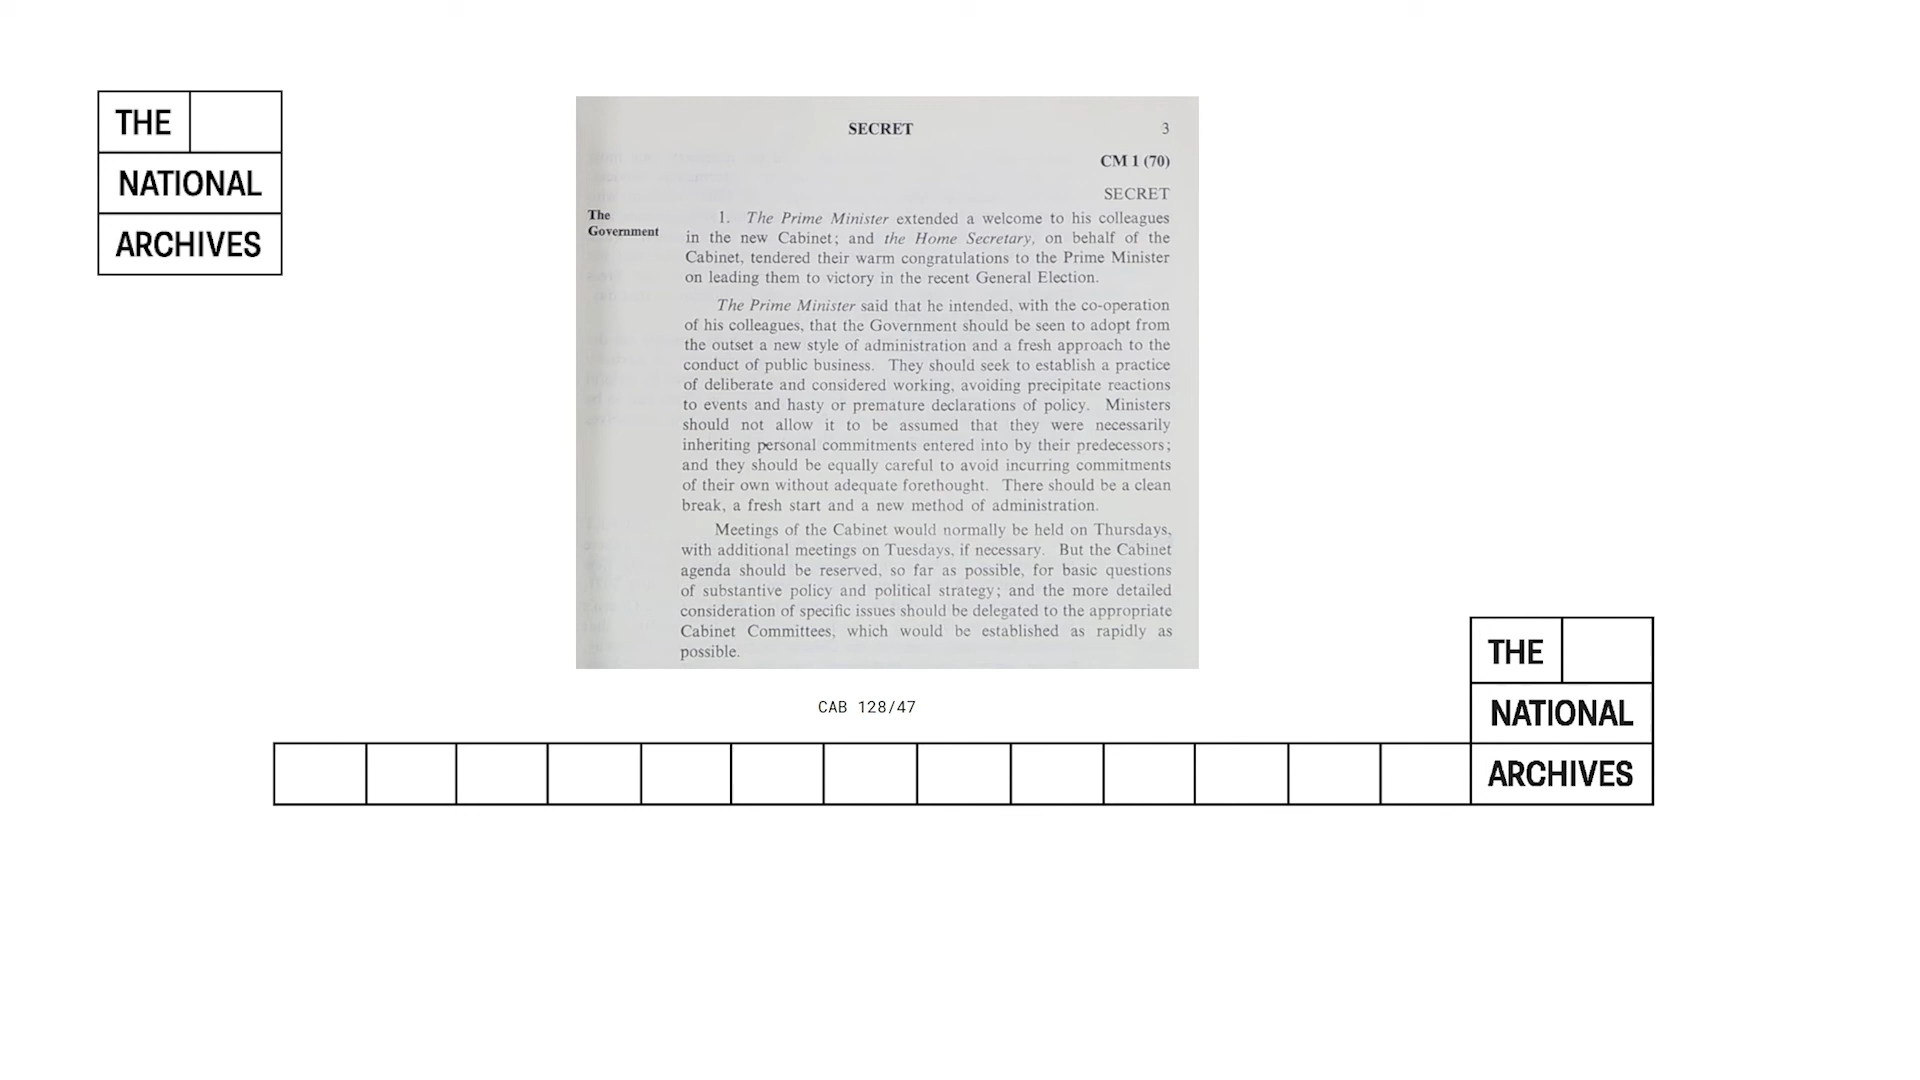 THE
NATIONAL
ARCHIVES
SECRET 3
CM 1 (70)
SECRET
The
Government
1. The Prime Minister extended a welcome to his colleagues
in the new Cabinet; and the Home Secretary, on behalf of the
Cabinet, tendered their warm congratulations to the Prime Minister
on leading them to victory in the recent General Election.
The Prime Minister said that he intended, with the co-operation
of his colleagues, that the Government should be seen to adopt from
the outset a new style of administration and a fresh approach to the
conduct of public business. They should seek to establish a practice
of deliberate and considered working, avoiding precipitate reactions
to events and hasty or premature declarations of policy. Ministers
should not allow it to be assumed that they were necessarily
inheriting personal commitments entered into by their predecessors;
and they should be equally careful to avoid incurring commitments
of their own without adequate forethought. There should be a clean
break, a fresh start and a new method of administration.
Meetings of the Cabinet would normally be held on Thursdays,
with additional meetings on Tuesdays, if necessary. But the Cabinet
agenda should be reserved, so far as possible, for basic questions
of substantive policy and political strategy; and the more detailed
consideration of specific issues should be delegated to the appropriate
Cabinet Committees, which would be established as rapidly as
possible.
CAB 128/47
THE
NATIONAL
ARCHIVES